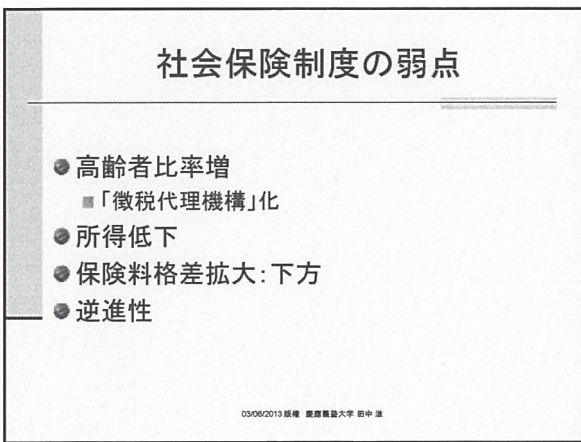 社会保険制度の弱点
高齢者比率増
「徴税代理機構」化
所得低下
保険料格差拡大:下方
逆進性
03/06/2013 版権 慶應義塾大学 田中 滋